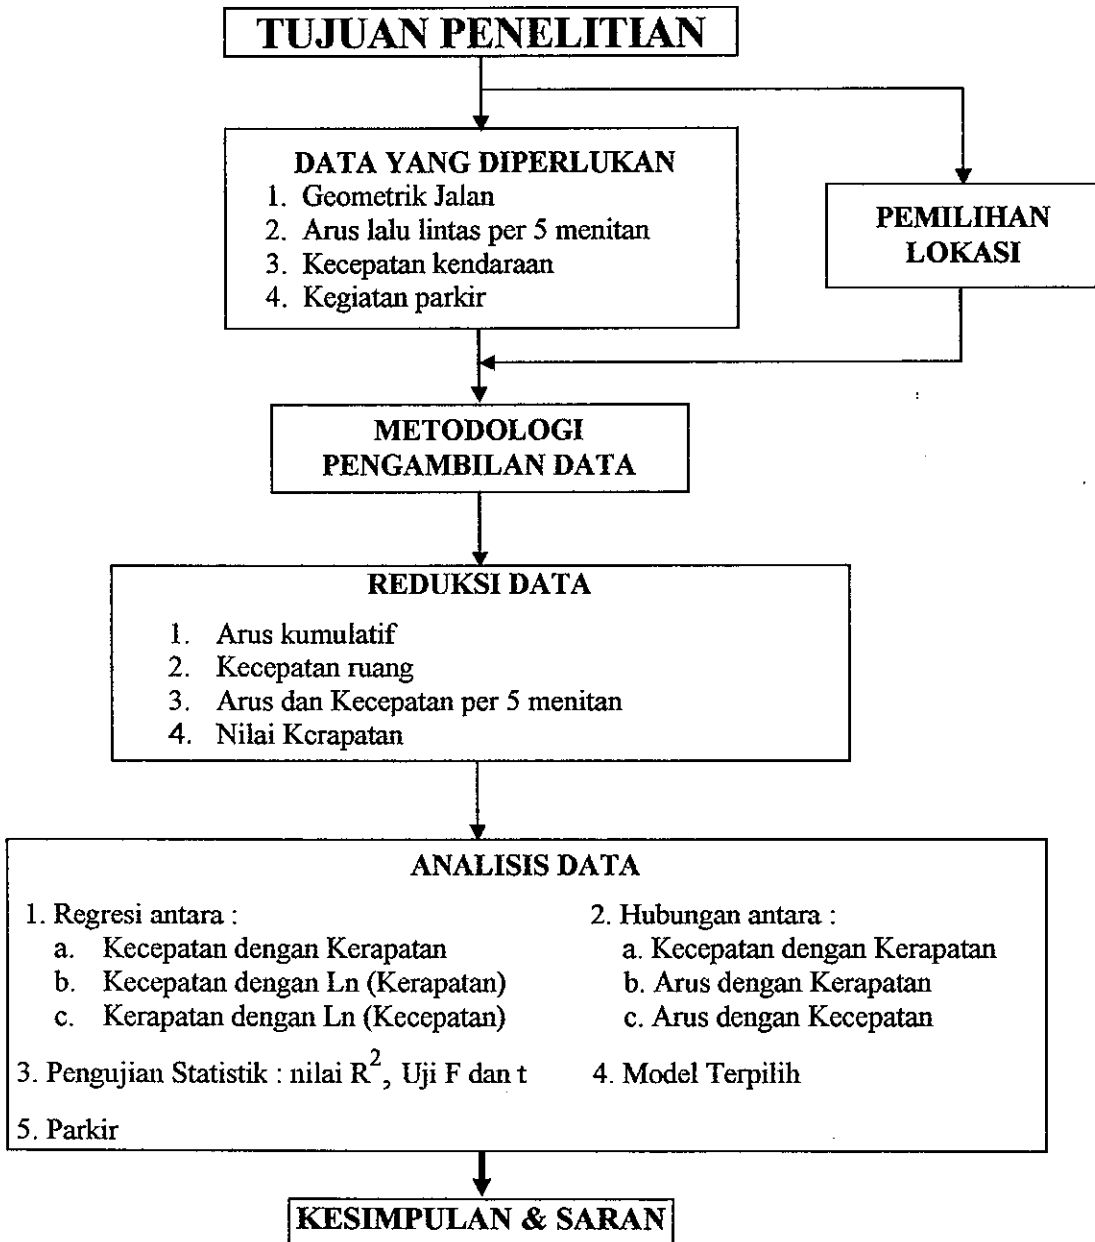 TUJUAN PENELITIAN
DATA YANG DIPERLUKAN
1. Geometrik Jalan
2. Arus lalu lintas per 5 menitan
3. Kecepatan kendaraan
4. Kegiatan parkir
PEMILIHAN
LOKASI
METODOLOGI
PENGAMBILAN DATA
REDUKSI DATA
1. Arus kumulatif
2. Kecepatan ruang
3. Arus dan Kecepatan per 5 menitan
4. Nilai Kerapatan
ANALISIS DATA
1. Regresi antara :
a. Kecepatan dengan Kerapatan
b. Kecepatan dengan Ln (Kerapatan)
c. Kerapatan dengan Ln (Kecepatan)
2. Hubungan antara :
a. Kecepatan dengan Kerapatan
b. Arus dengan Kerapatan
c. Arus dengan Kecepatan
3. Pengujian Statistik : nilai R², Uji F dan t
4. Model Terpilih
5. Parkir
KESIMPULAN & SARAN